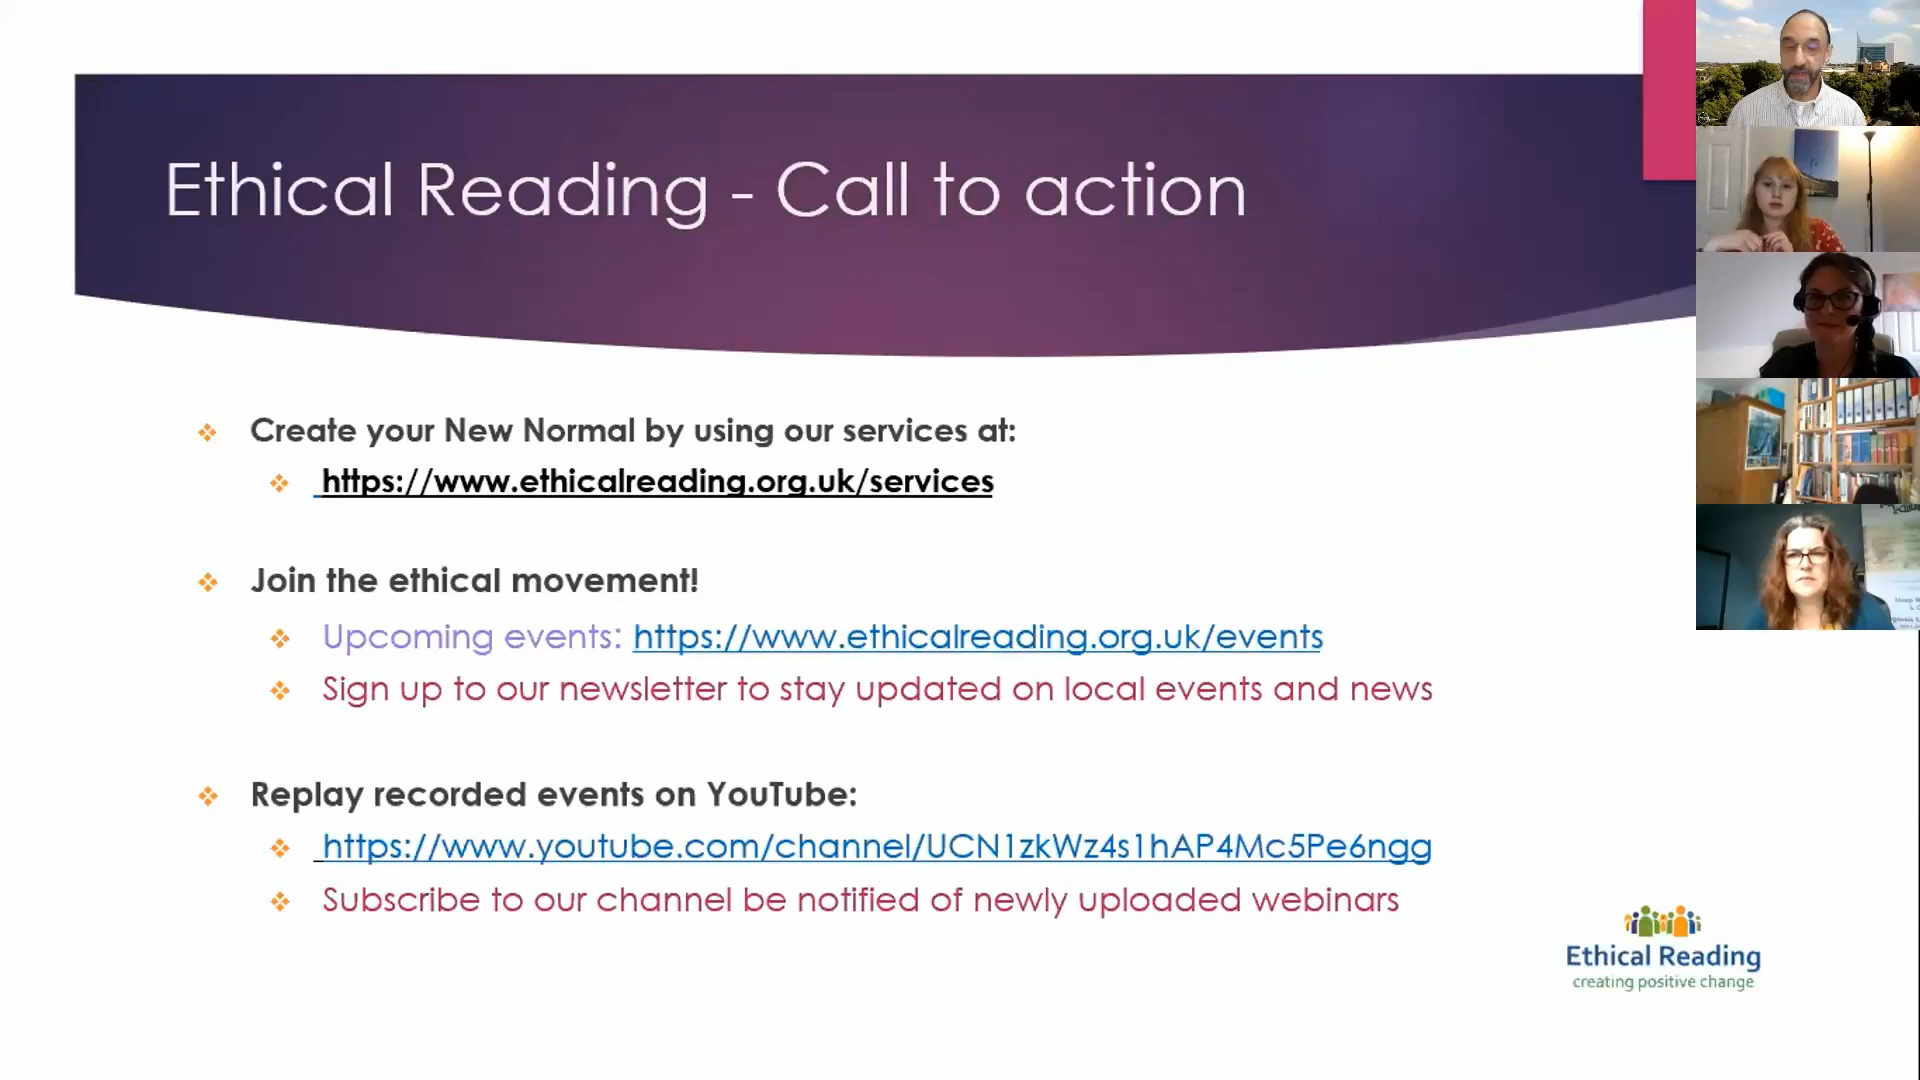 Ethical Reading - Call to action
Create your New Normal by using our services at:
https://www.ethicalreading.org.uk/services
Join the ethical movement!
Upcoming events: https://www.ethicalreading.org.uk/events
Sign up to our newsletter to stay updated on local events and news
Replay recorded events on YouTube:
https://www.youtube.com/channel/UCN1zkWz4s1hAP4Mc5Pe6ngg
Subscribe to our channel be notified of newly uploaded webinars
Ethical Reading
creating positive change